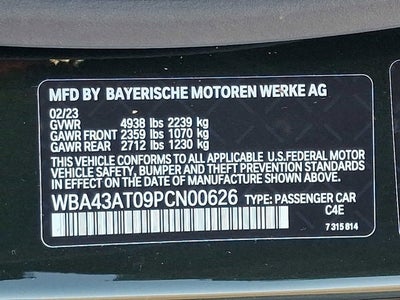 MFD BY BAYERISCHE MOTOREN WERKE AG
02/23
GVWR 4938 lbs 2239 kg
GAWR FRONT 2359 lbs 1070 kg
GAWR REAR 2712 lbs 1230 kg
THIS VEHICLE CONFORMS TO ALL APPLICABLE U.S. FEDERAL MOTOR
VEHICLE SAFETY, BUMPER AND THEFT PREVENTION STANDARDS
IN EFFECT ON THE DATE OF MANUFACTURE SHOWN ABOVE.
WBA43AT09PCN00626 TYPE: PASSENGER CAR
C4E
7 315 814